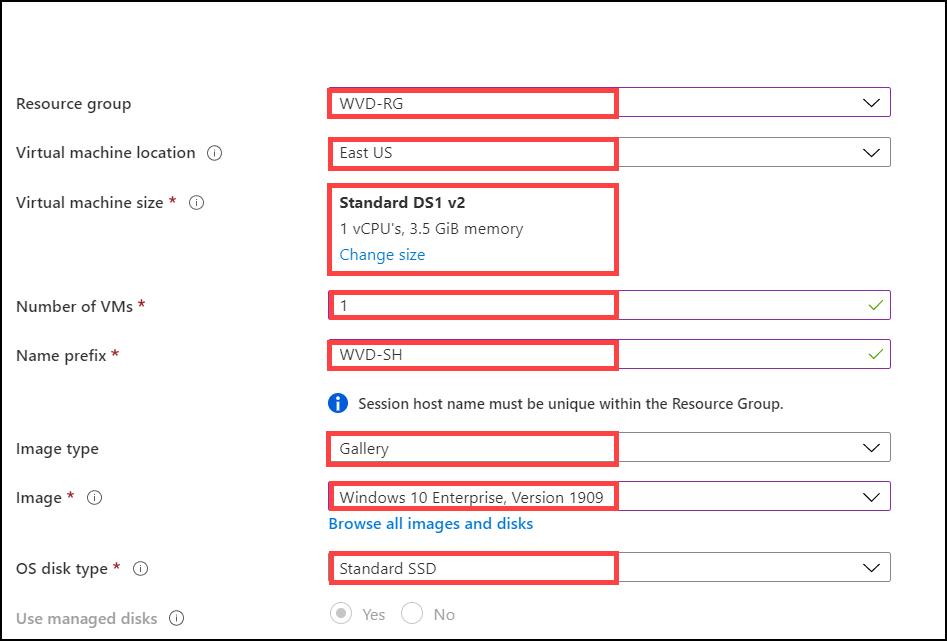 Resource group
WVD-RG
Virtual machine location
East US
Virtual machine size *
Standard DS1 v2
1 vCPU's, 3.5 GiB memory
Change size
Number of VMs *
1
Name prefix *
WVD-SH
Session host name must be unique within the Resource Group.
Image type
Gallery
Image *
Windows 10 Enterprise, Version 1909
Browse all images and disks
OS disk type *
Standard SSD
Use managed disks
Yes No